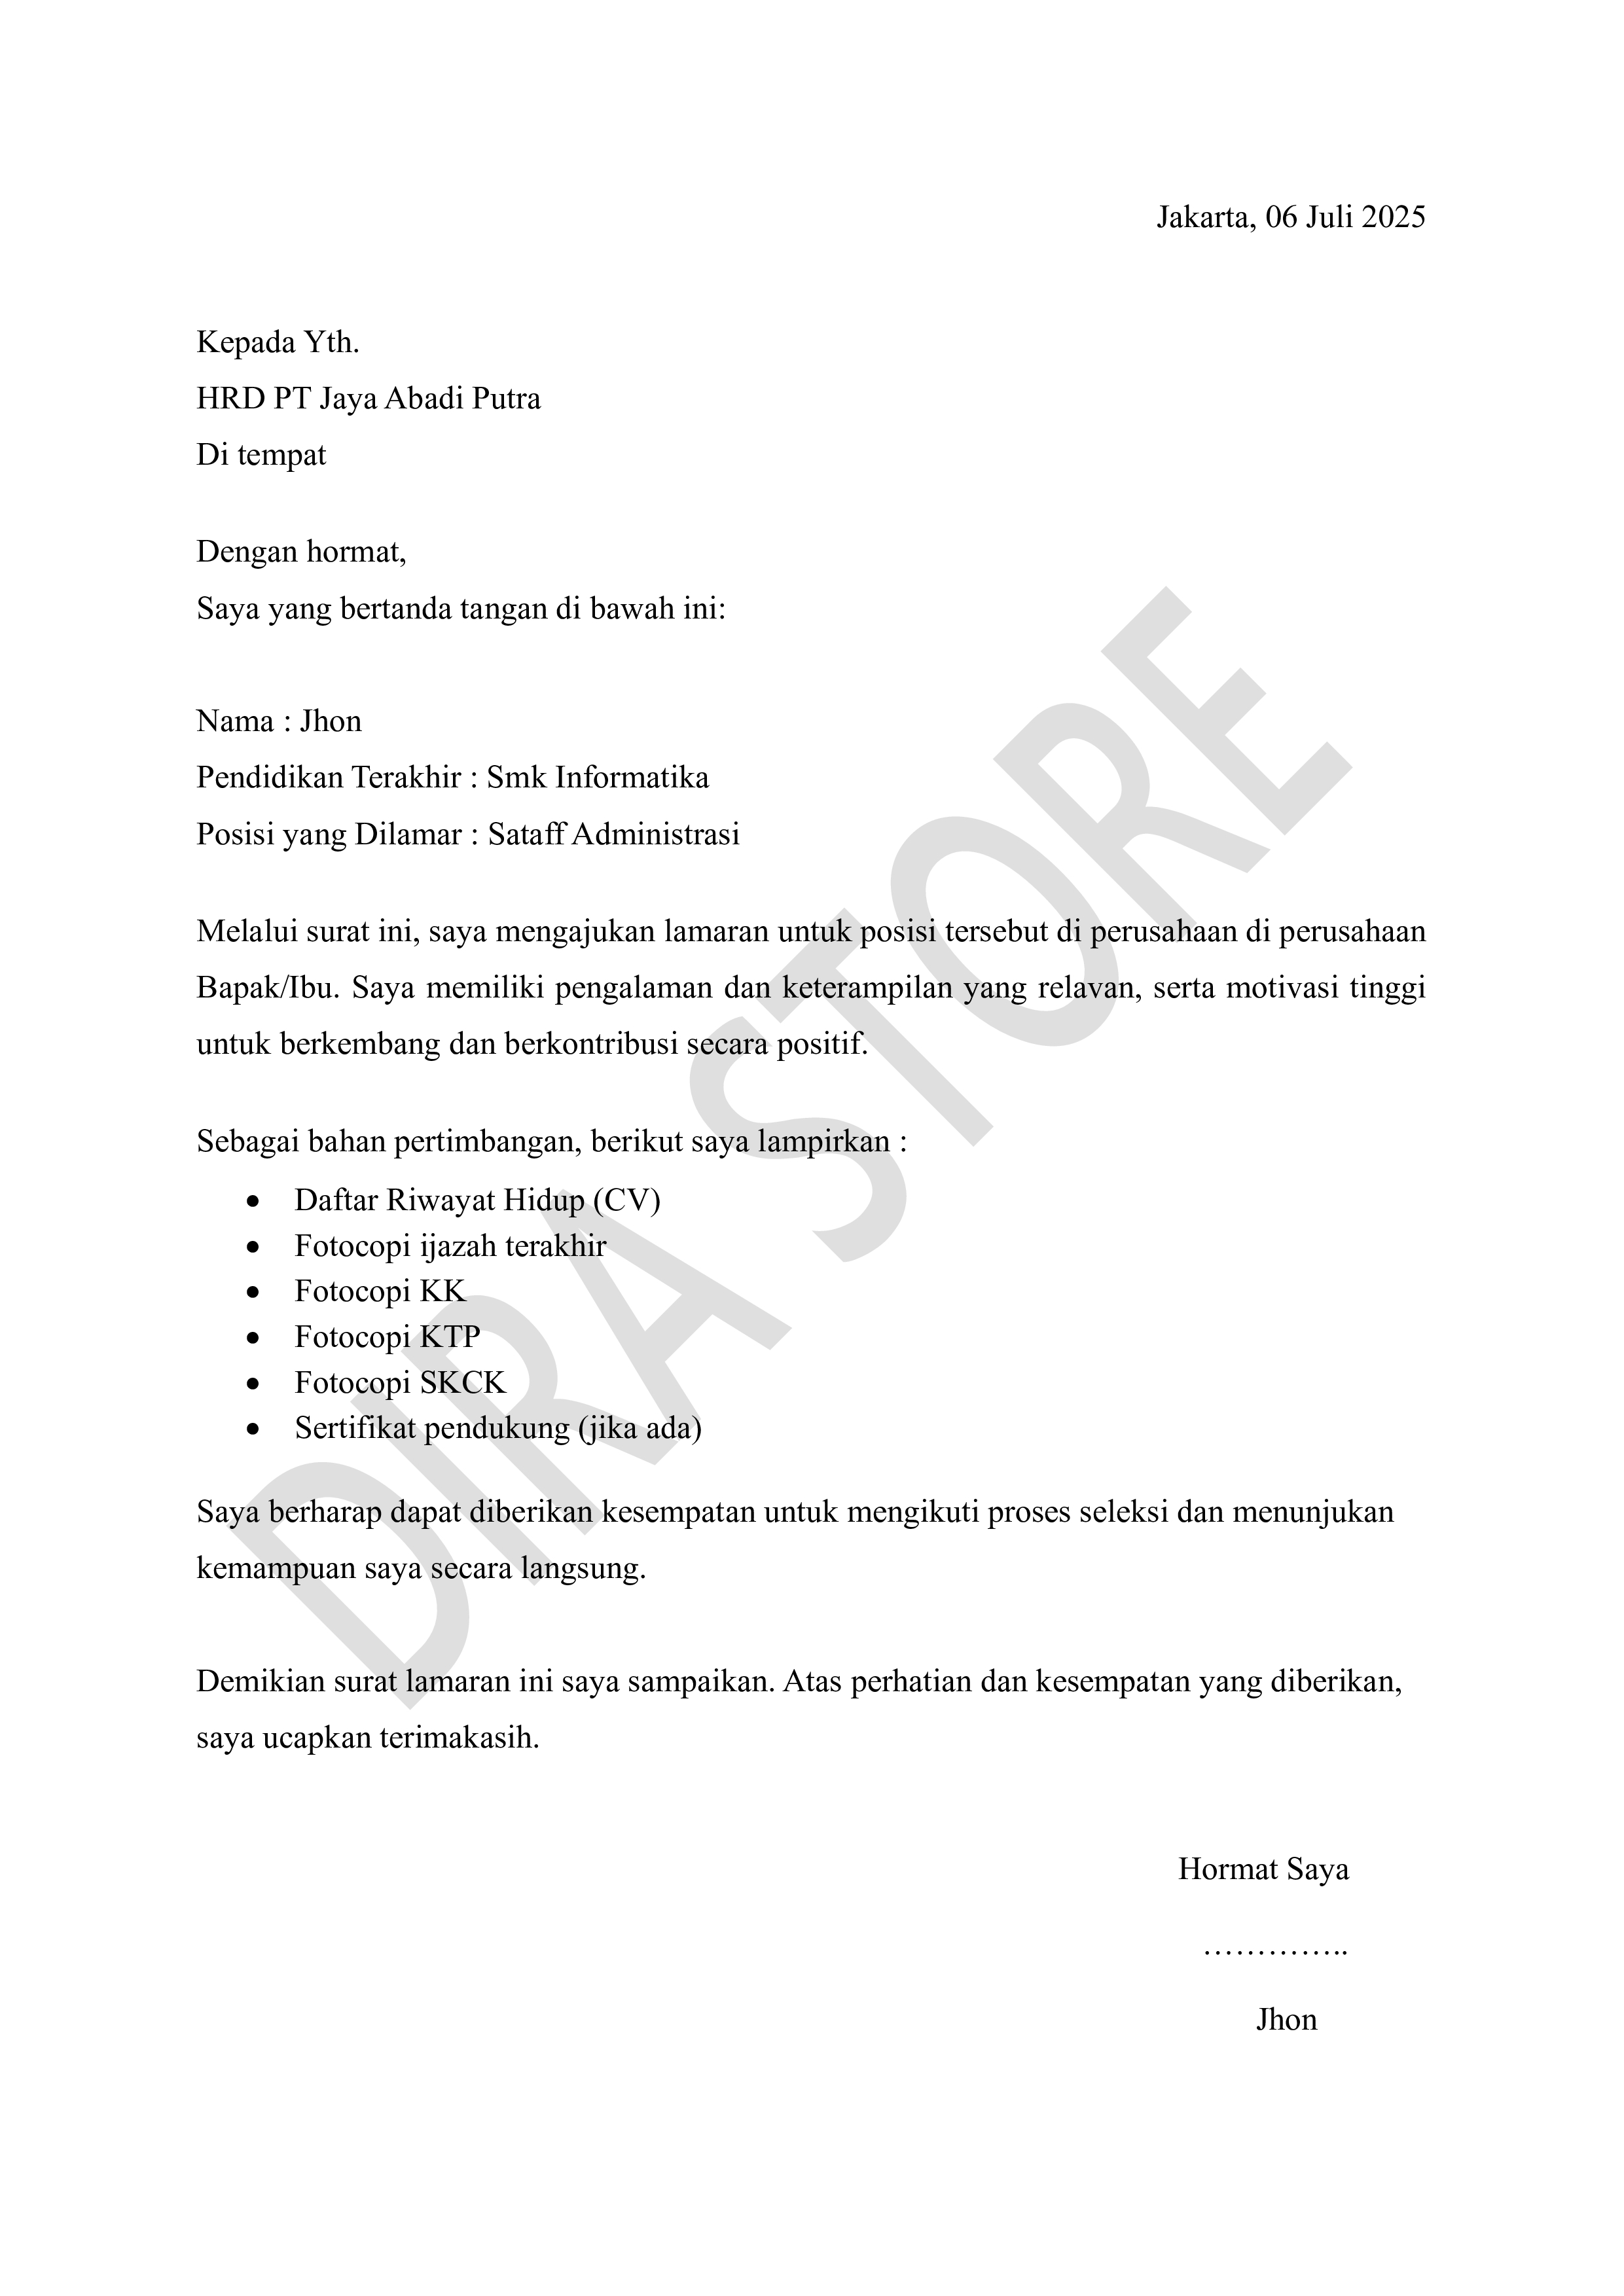 Jakarta, 06 Juli 2025
Kepada Yth.
HRD PT Jaya Abadi Putra
Di tempat
Dengan hormat,
Saya yang bertanda tangan di bawah ini:
Nama : Jhon
Pendidikan Terakhir : Smk Informatika
Posisi yang Dilamar : Sataff Administrasi
Melalui surat ini, saya mengajukan lamaran untuk posisi tersebut di perusahaan di perusahaan
Bapak/Ibu. Saya memiliki pengalaman dan keterampilan yang relavan, serta motivasi tinggi
untuk berkembang dan berkontribusi secara positif.
Sebagai bahan pertimbangan, berikut saya lampirkan :
• Daftar Riwayat Hidup (CV)
• Fotocopi ijazah terakhir
• Fotocopi KK
• Fotocopi KTP
• Fotocopi SKCK
• Sertifikat pendukung (jika ada)
Saya berharap dapat diberikan kesempatan untuk mengikuti proses seleksi dan menunjukan
kemampuan saya secara langsung.
Demikian surat lamaran ini saya sampaikan. Atas perhatian dan kesempatan yang diberikan,
saya ucapkan terimakasih.
Hormat Saya
…………..
Jhon
DIRA STORE